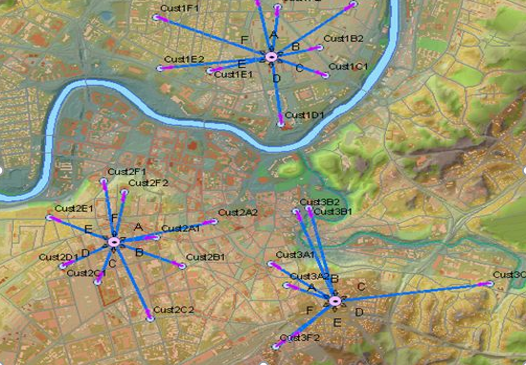 Cust1F1
A
F
B
Cust1B2
Cust1E2
E
Cust1E1
C
Cust1C1
D
Cust1D1
Cust2F1
Cust2F2
Cust2E1
F
A
Cust2A1
Cust2A2
E
D
B
Cust2D1
Cust2C1
C
Cust2B1
Cust2C2
Cust3B2
Cust3B1
Cust3A1
Cust3A2
B
A
C
F
D
E
Cust3F2